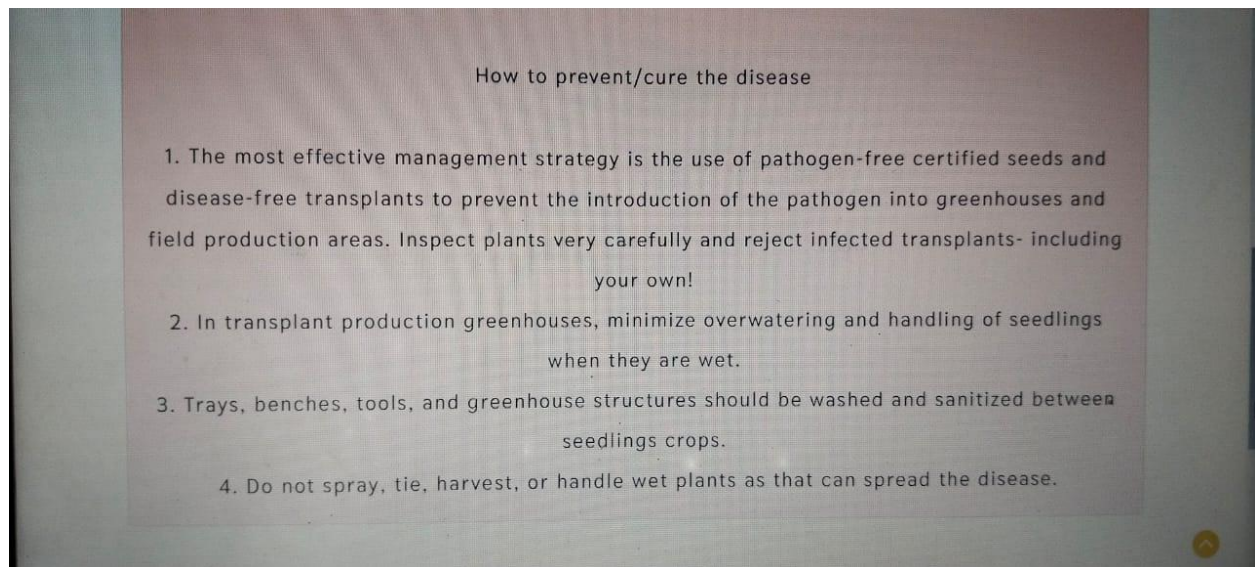 How to prevent/cure the disease
1. The most effective management strategy is the use of pathogen-free certified seeds and
disease-free transplants to prevent the introduction of the pathogen into greenhouses and
field production areas. Inspect plants very carefully and reject infected transplants- including
your own!
2. In transplant production greenhouses, minimize overwatering and handling of seedlings
when they are wet.
3. Trays, benches, tools, and greenhouse structures should be washed and sanitized between
seedlings crops.
4. Do not spray, tie, harvest, or handle wet plants as that can spread the disease.